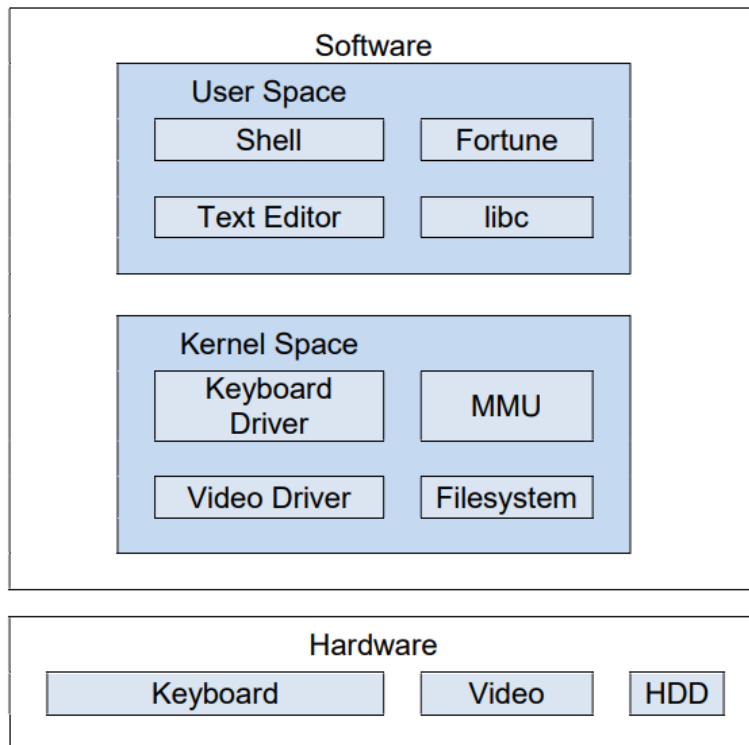 Software
User Space
Shell
Fortune
Text Editor
libc
Kernel Space
Keyboard
Driver
MMU
Video Driver
Filesystem
Hardware
Keyboard
Video
HDD